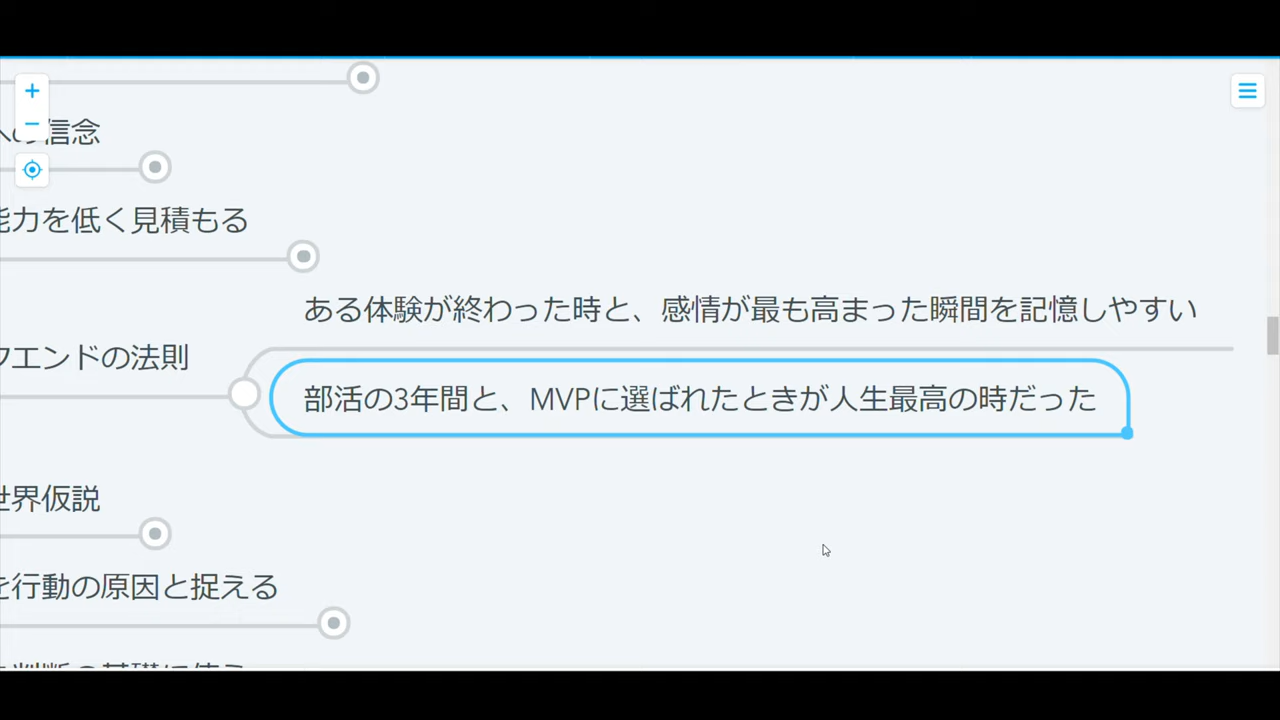 信念
能力を低く見積もる
ある体験が終わった時と、感情が最も高まった瞬間を記憶しやすい
クエンドの法則
部活の3年間と、MVPに選ばれたときが人生最高の時だった
世界仮説
を行動の原因と捉える